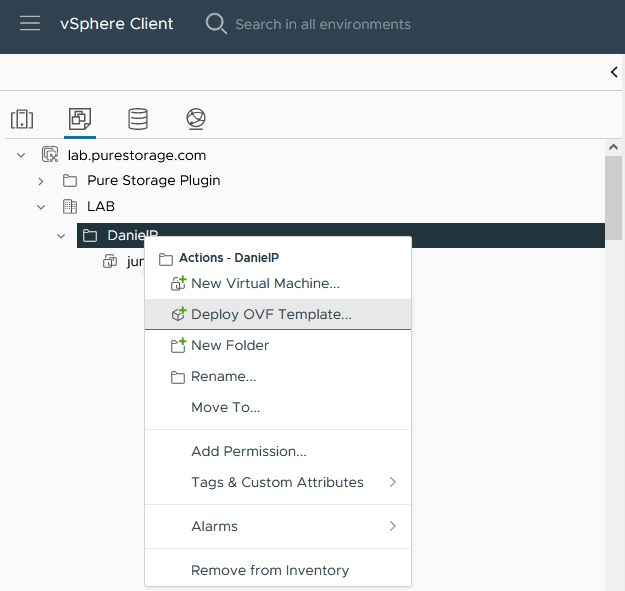 vSphere Client
Search in all environments
lab.purestorage.com
Pure Storage Plugin
LAB
DanielP
Actions - DanielP
New Virtual Machine...
Deploy OVF Template...
New Folder
Rename...
Move To...
Add Permission...
Tags & Custom Attributes
Alarms
Remove from Inventory